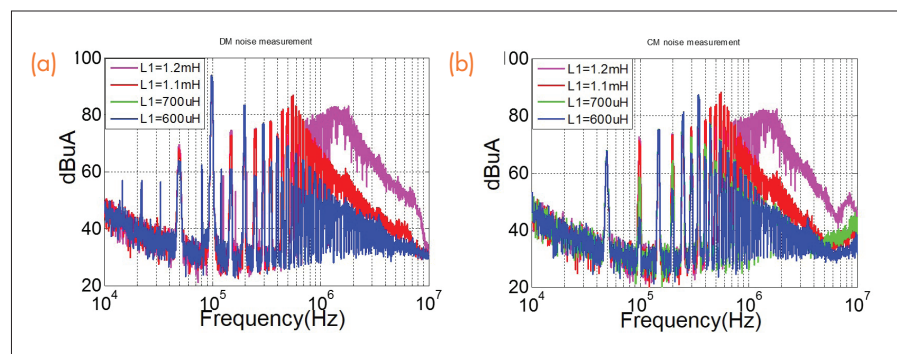 (a)
DM noise measurement
L1=1.2mH
L1=1.1mH
L1=700uH
L1=600uH
dBuA
100
80
60
40
20
10^4
10^5
10^6
10^7
Frequency(Hz)
(b)
CM noise measurement
L1=1.2mH
L1=1.1mH
L1=700uH
L1=600uH
dBuA
100
80
60
40
20
10^4
10^5
10^6
10^7
Frequency(Hz)